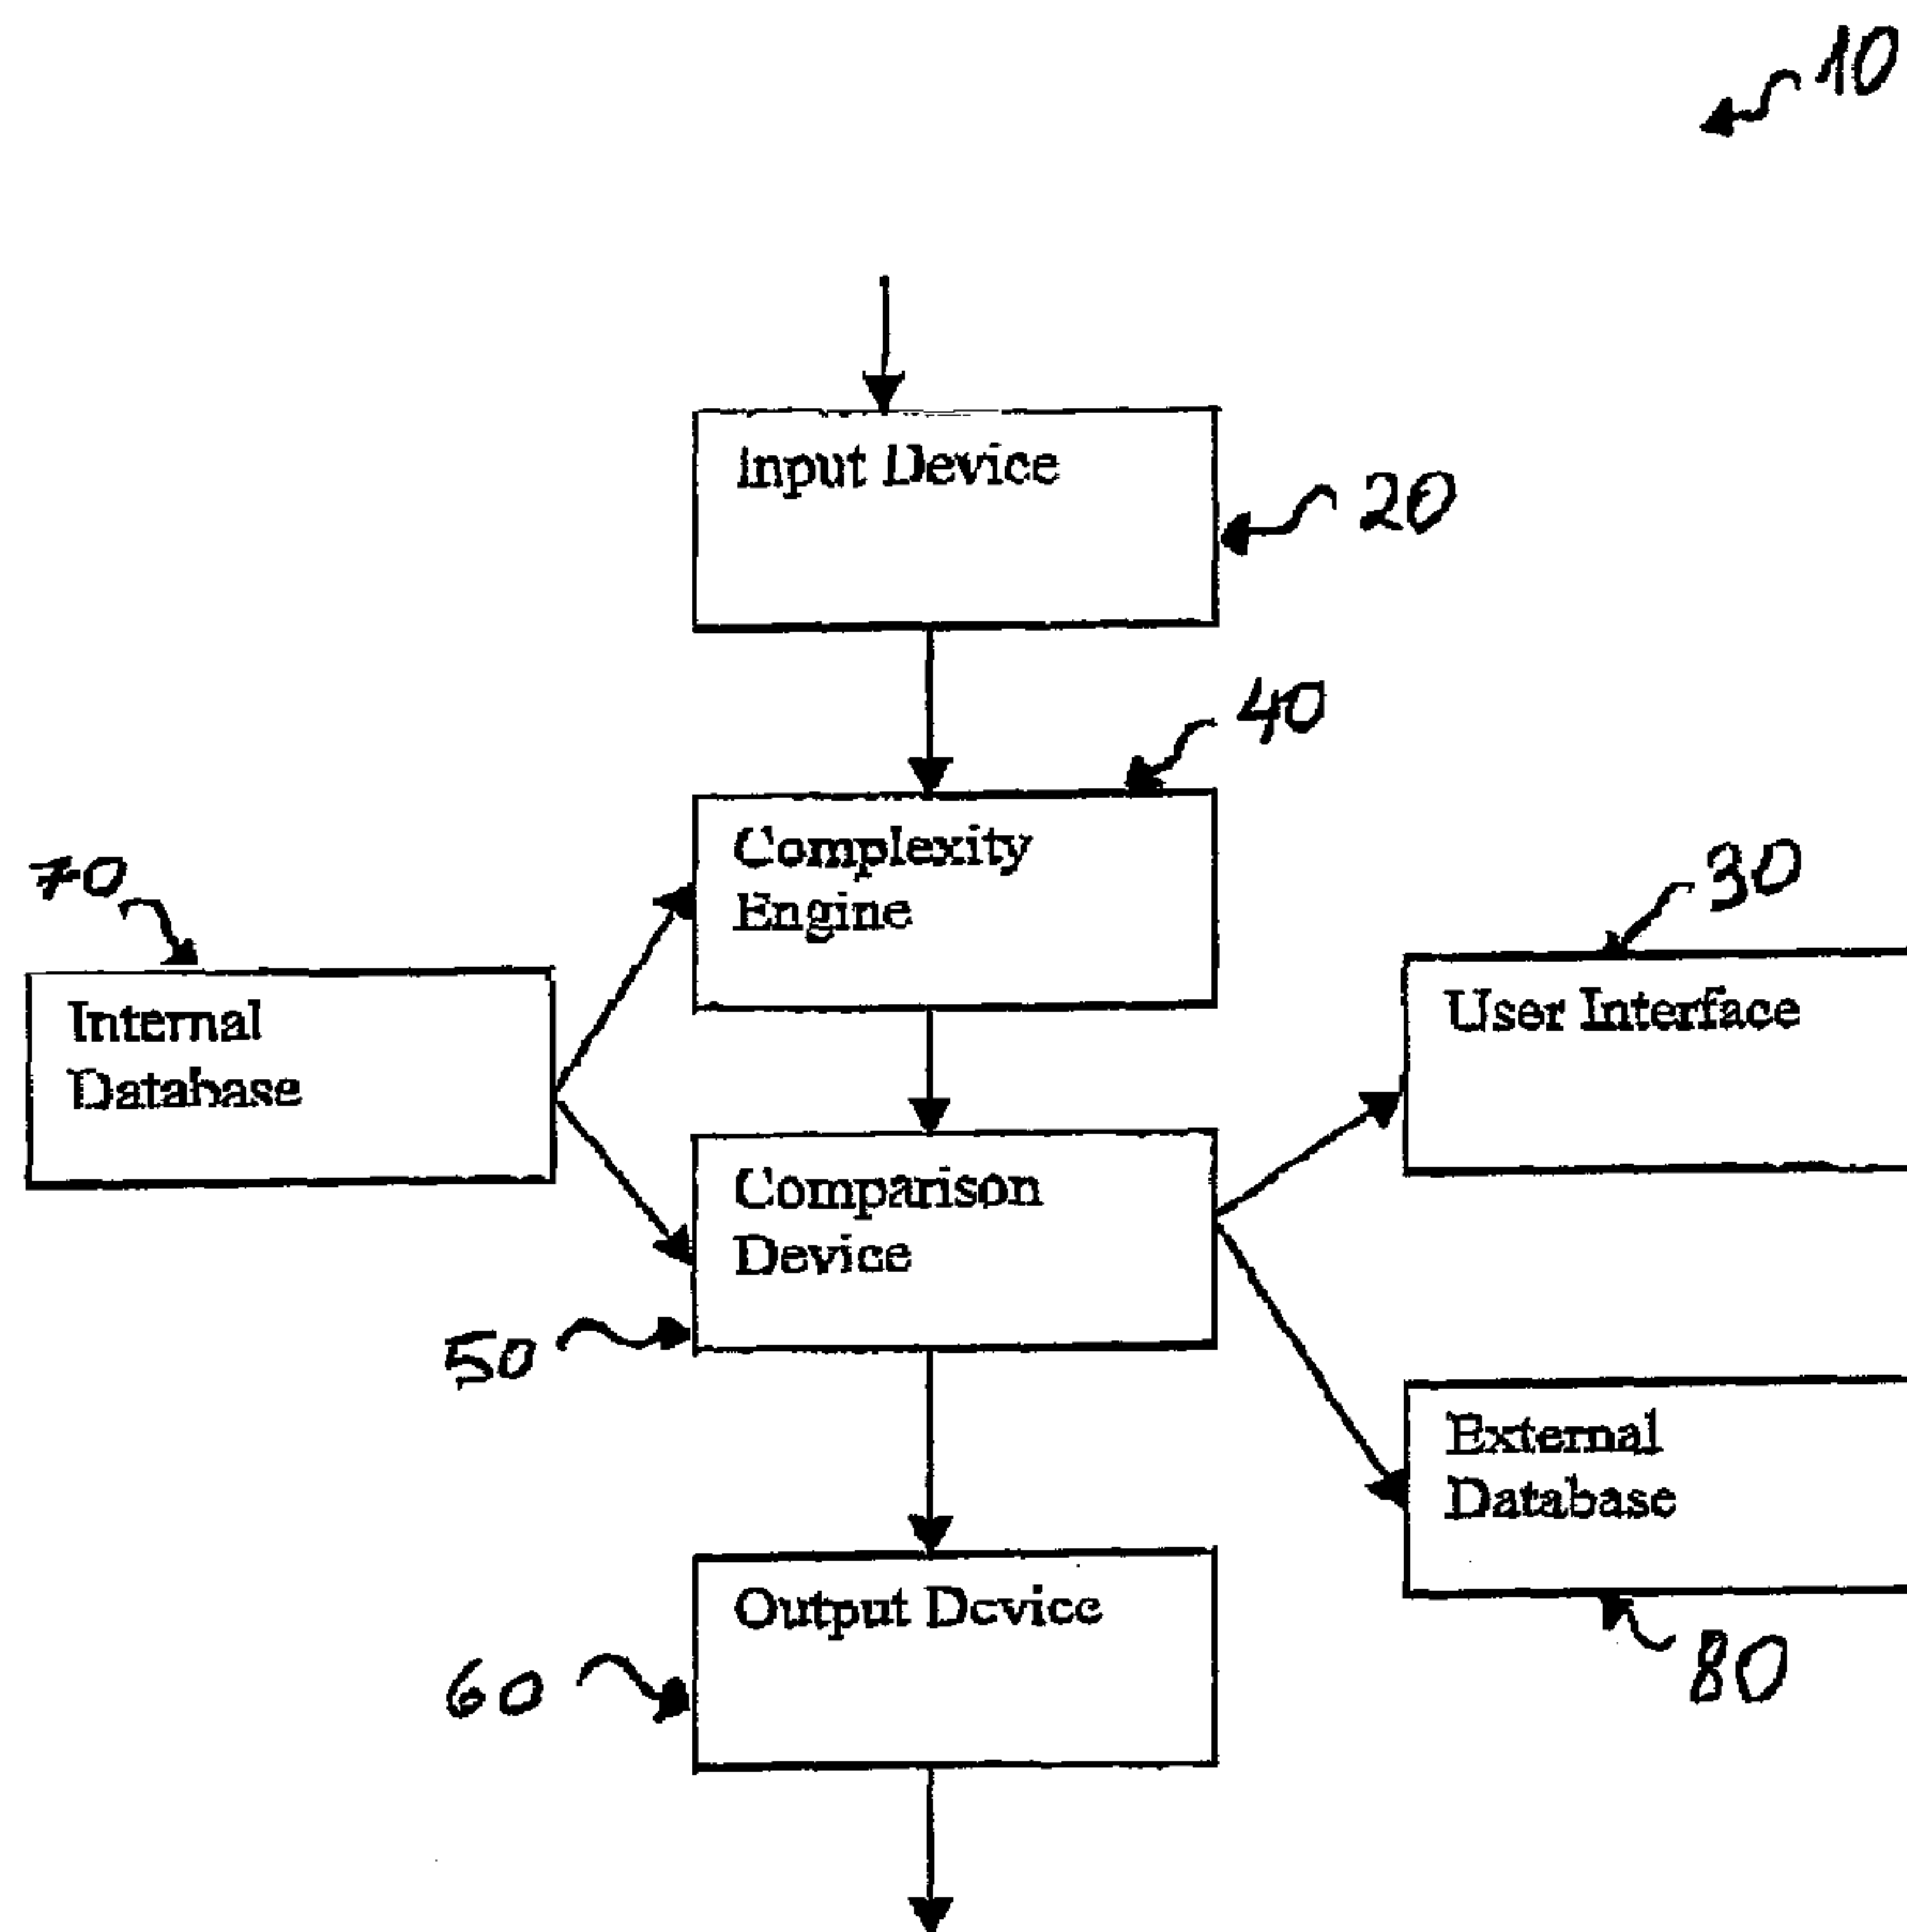 10
Input Device
20
40
Complexity
Engine
70
30
Internal
Database
User Interface
Comparison
Device
50
External
Database
Output Device
60
80